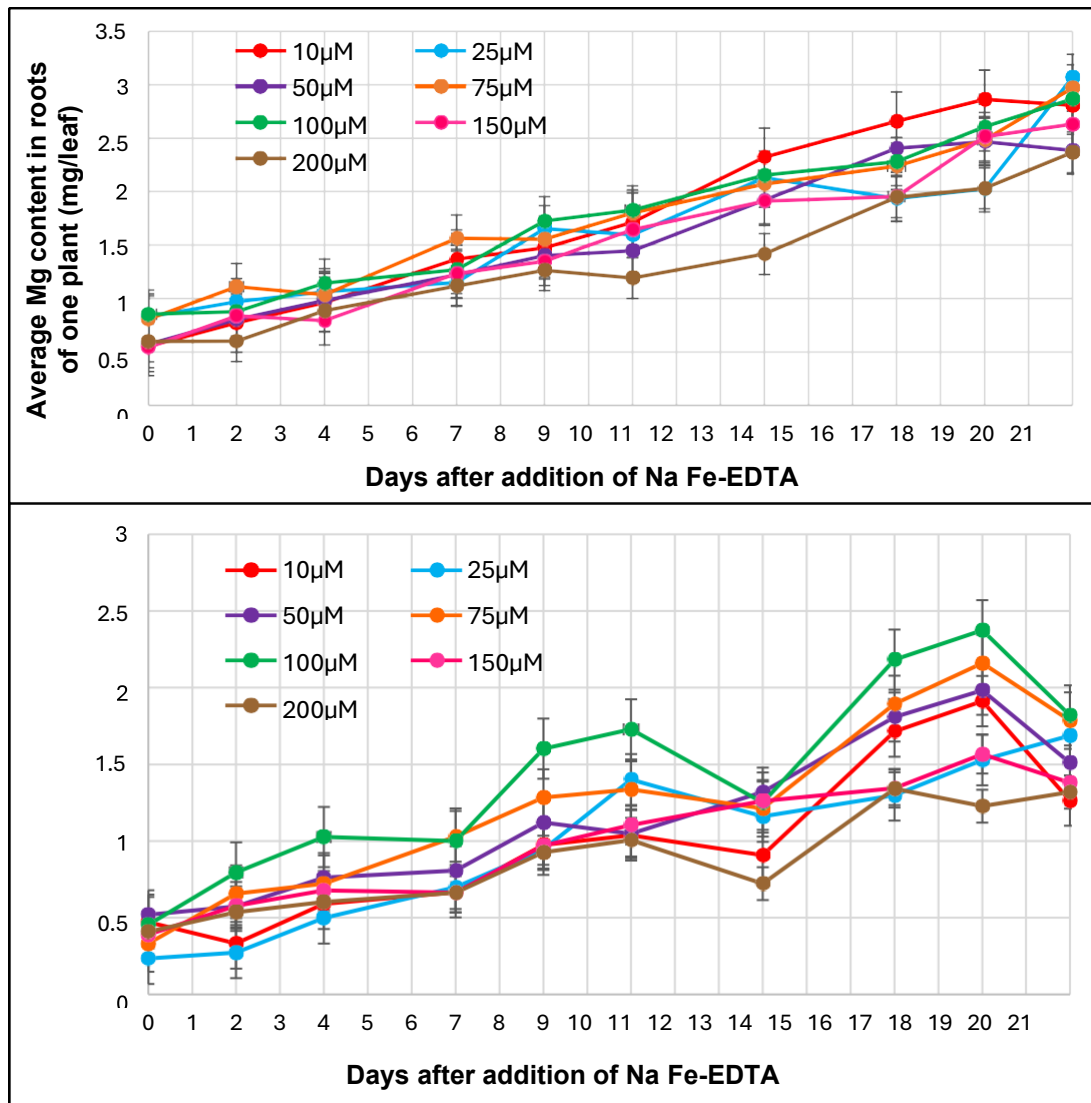 3.5
3
2.5
2
1.5
1
0.5
0
10µM
25µM
50µM
75µM
100µM
150µM
200µM
Average Mg content in roots
of one plant (mg/leaf)
0 1 2 3 4 5 6 7 8 9 10 11 12 13 14 15 16 17 18 19 20 21
Days after addition of Na Fe-EDTA
3
2.5
2
1.5
1
0.5
0
10µM
25µM
50µM
75µM
100µM
150µM
200µM
0 1 2 3 4 5 6 7 8 9 10 11 12 13 14 15 16 17 18 19 20 21
Days after addition of Na Fe-EDTA